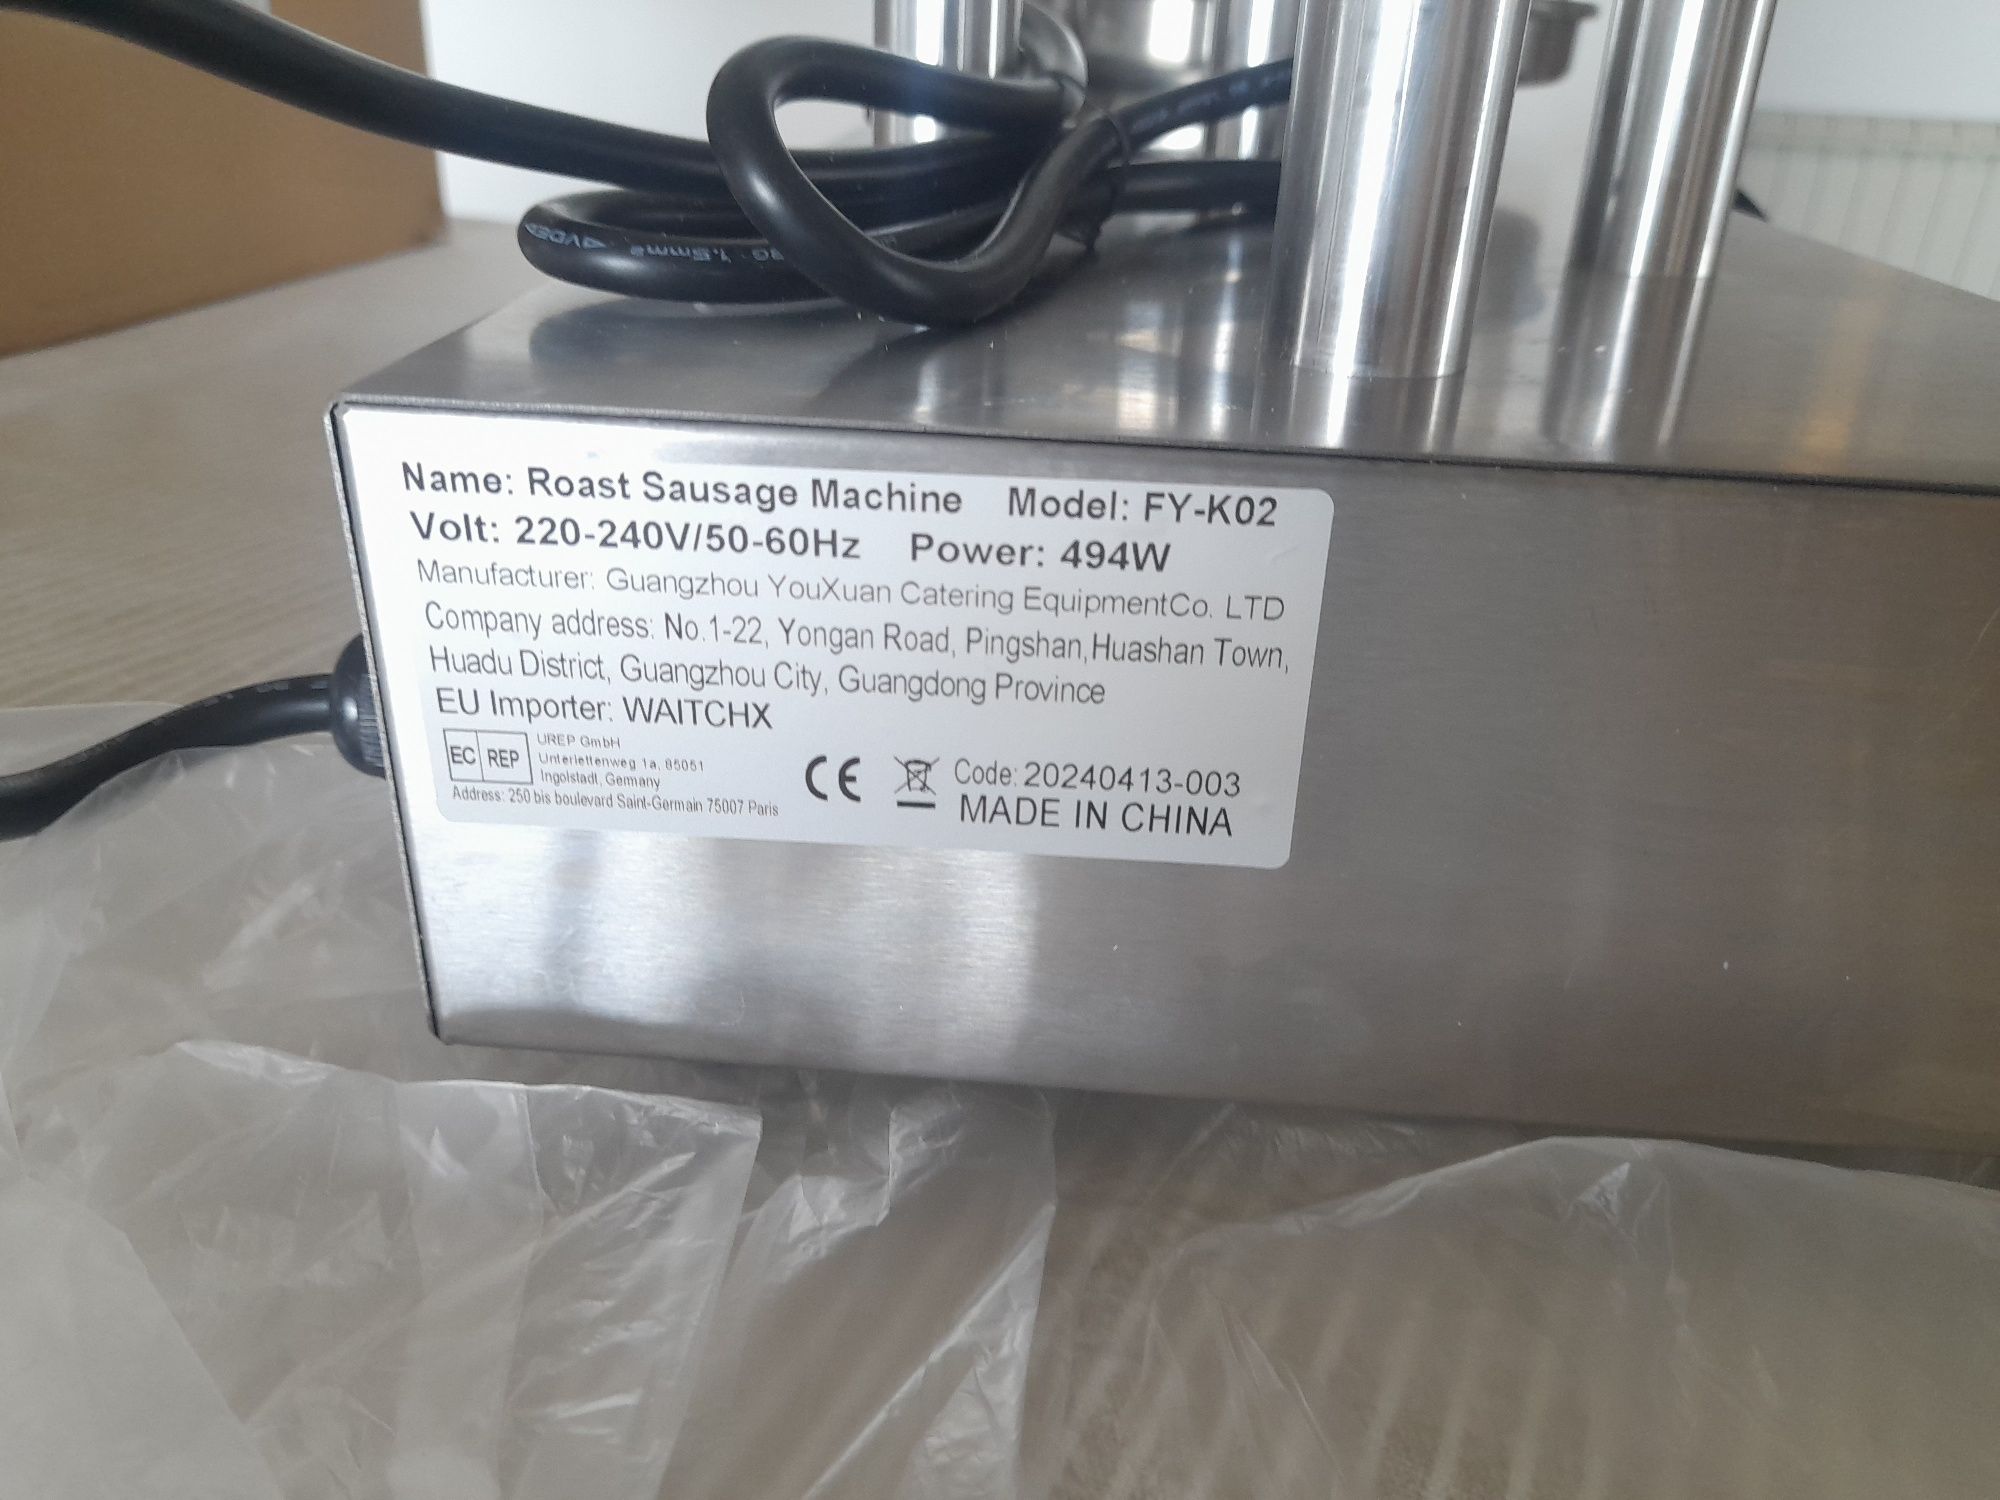 Name: Roast Sausage Machine Model: FY-K02
Volt: 220-240V/50-60Hz Power: 494W
Manufacturer: Guangzhou YouXuan Catering EquipmentCo. LTD
Company address: No.1-22, Yongan Road, Pingshan,Huashan Town,
Huadu District, Guangzhou City, Guangdong Province
EU Importer: WAITCHX
EC REP
UREP GmbH
Unterlettenweg 1a, 85051
Ingolstadt, Germany
Address: 250 bis boulevard Saint-Germain 75007 Paris
CE
Code: 20240413-003
MADE IN CHINA
VDE
1.5mm²